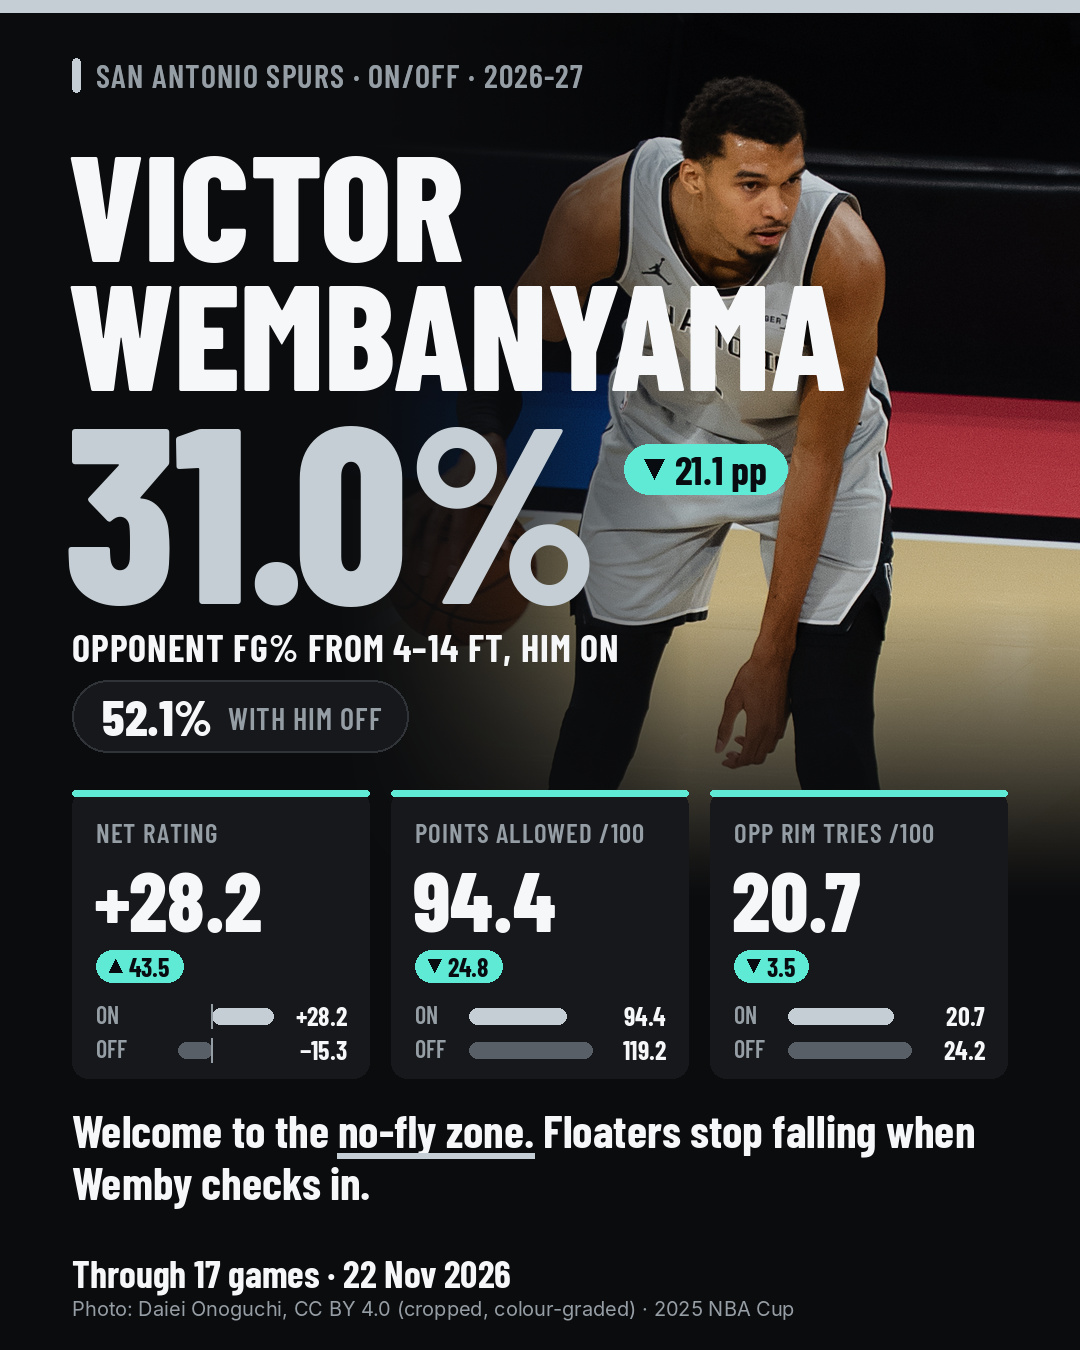 SAN ANTONIO SPURS · ON/OFF · 2026-27
VICTOR
WEMBANYAMA
31.0%
▼ 21.1 pp
OPPONENT FG% FROM 4–14 FT, HIM ON
52.1% WITH HIM OFF
NET RATING
+28.2
▲ 43.5
ON +28.2
OFF −15.3
POINTS ALLOWED /100
94.4
▼ 24.8
ON 94.4
OFF 119.2
OPP RIM TRIES /100
20.7
▼ 3.5
ON 20.7
OFF 24.2
Welcome to the no-fly zone. Floaters stop falling when
Wemby checks in.
Through 17 games · 22 Nov 2026
Photo: Daiei Onoguchi, CC BY 4.0 (cropped, colour-graded) · 2025 NBA Cup